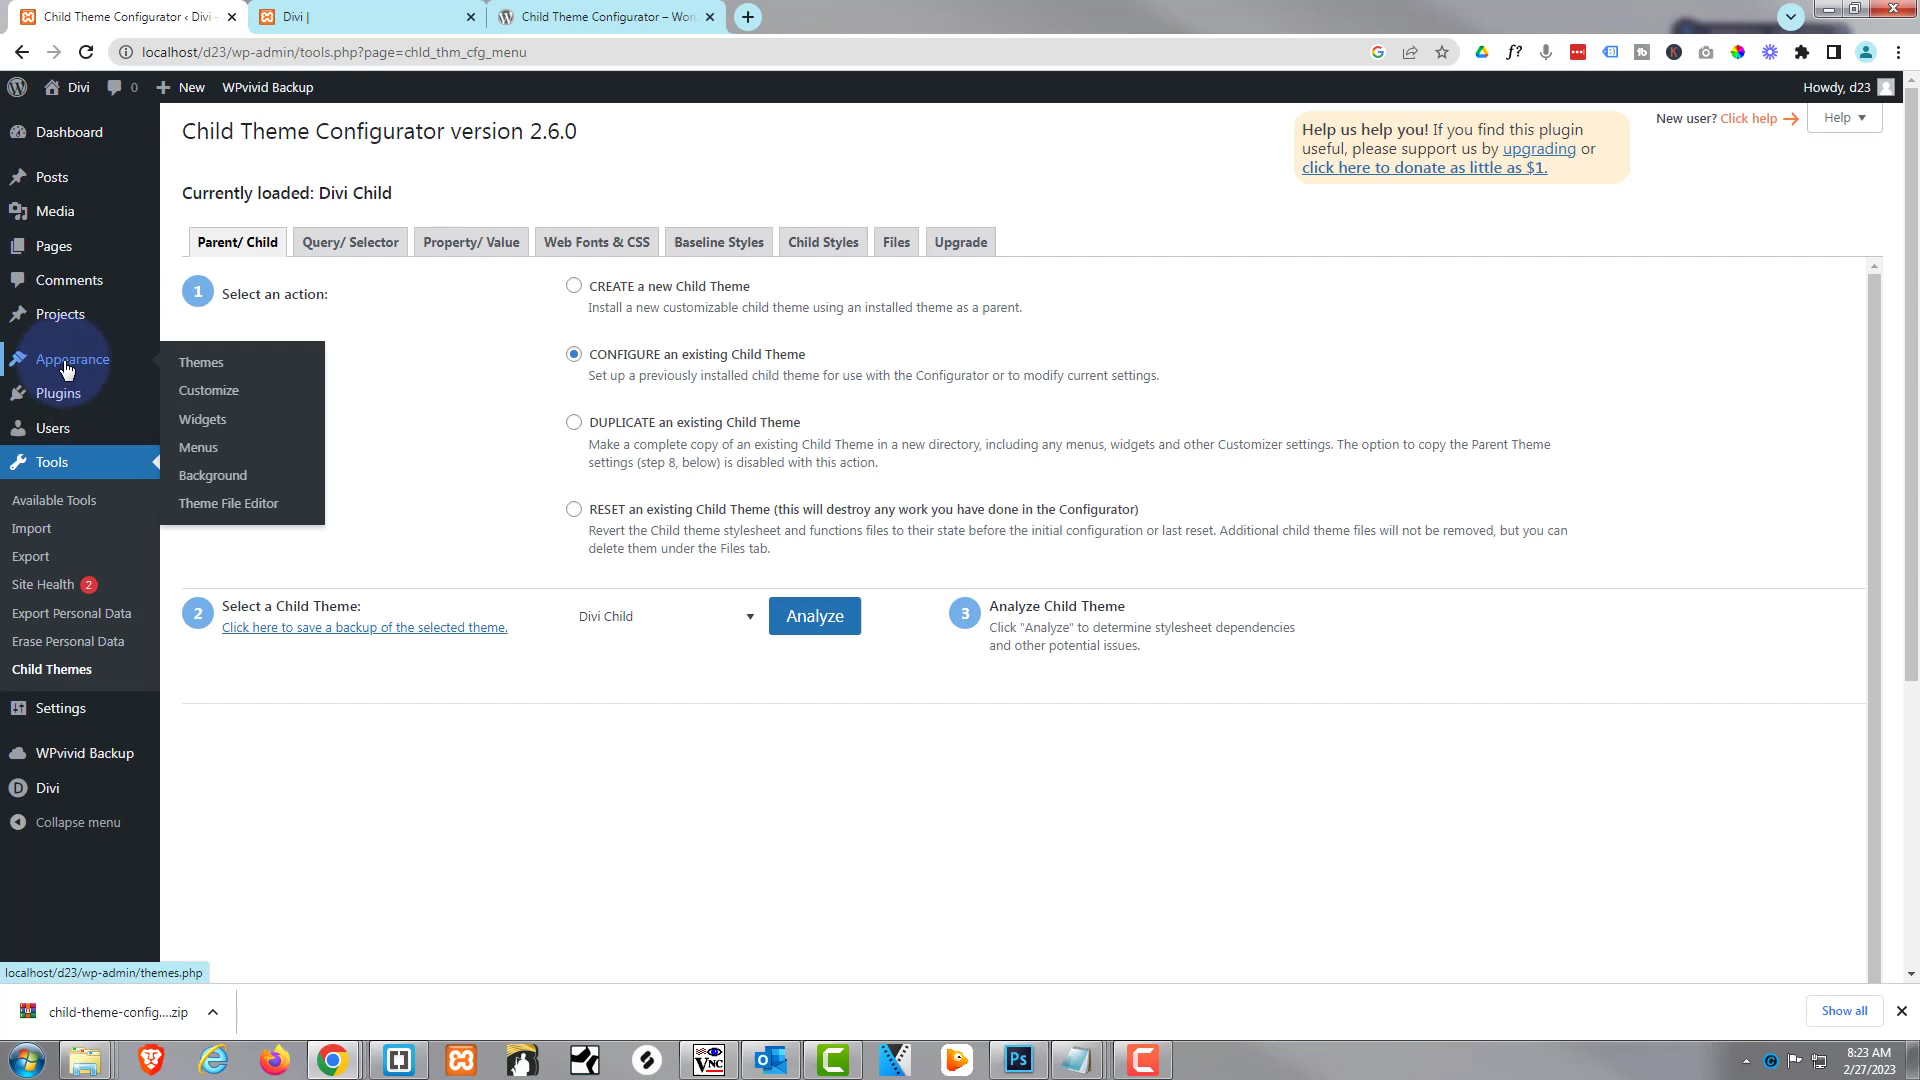 Child Theme Configurator ‹ Divi –
Divi |
Child Theme Configurator – Wor
localhost/d23/wp-admin/tools.php?page=chld_thm_cfg_menu
Divi
0
New
WPvivid Backup
Howdy, d23
Dashboard
Posts
Media
Pages
Comments
Projects
Appearance
Plugins
Users
Tools
Available Tools
Import
Export
Site Health 2
Export Personal Data
Erase Personal Data
Child Themes
Settings
WPvivid Backup
Divi
Collapse menu
Themes
Customize
Widgets
Menus
Background
Theme File Editor
Child Theme Configurator version 2.6.0
Help us help you! If you find this plugin
useful, please support us by upgrading or
click here to donate as little as $1.
New user? Click help
Help
Currently loaded: Divi Child
Parent/ Child
Query/ Selector
Property/ Value
Web Fonts & CSS
Baseline Styles
Child Styles
Files
Upgrade
1 Select an action:
CREATE a new Child Theme
Install a new customizable child theme using an installed theme as a parent.
CONFIGURE an existing Child Theme
Set up a previously installed child theme for use with the Configurator or to modify current settings.
DUPLICATE an existing Child Theme
Make a complete copy of an existing Child Theme in a new directory, including any menus, widgets and other Customizer settings. The option to copy the Parent Theme
settings (step 8, below) is disabled with this action.
RESET an existing Child Theme (this will destroy any work you have done in the Configurator)
Revert the Child theme stylesheet and functions files to their state before the initial configuration or last reset. Additional child theme files will not be removed, but you can
delete them under the Files tab.
2 Select a Child Theme:
Click here to save a backup of the selected theme.
Divi Child
Analyze
3 Analyze Child Theme
Click "Analyze" to determine stylesheet dependencies
and other potential issues.
localhost/d23/wp-admin/themes.php
child-theme-config....zip
Show all
VNC
Ps
8:23 AM
2/27/2023